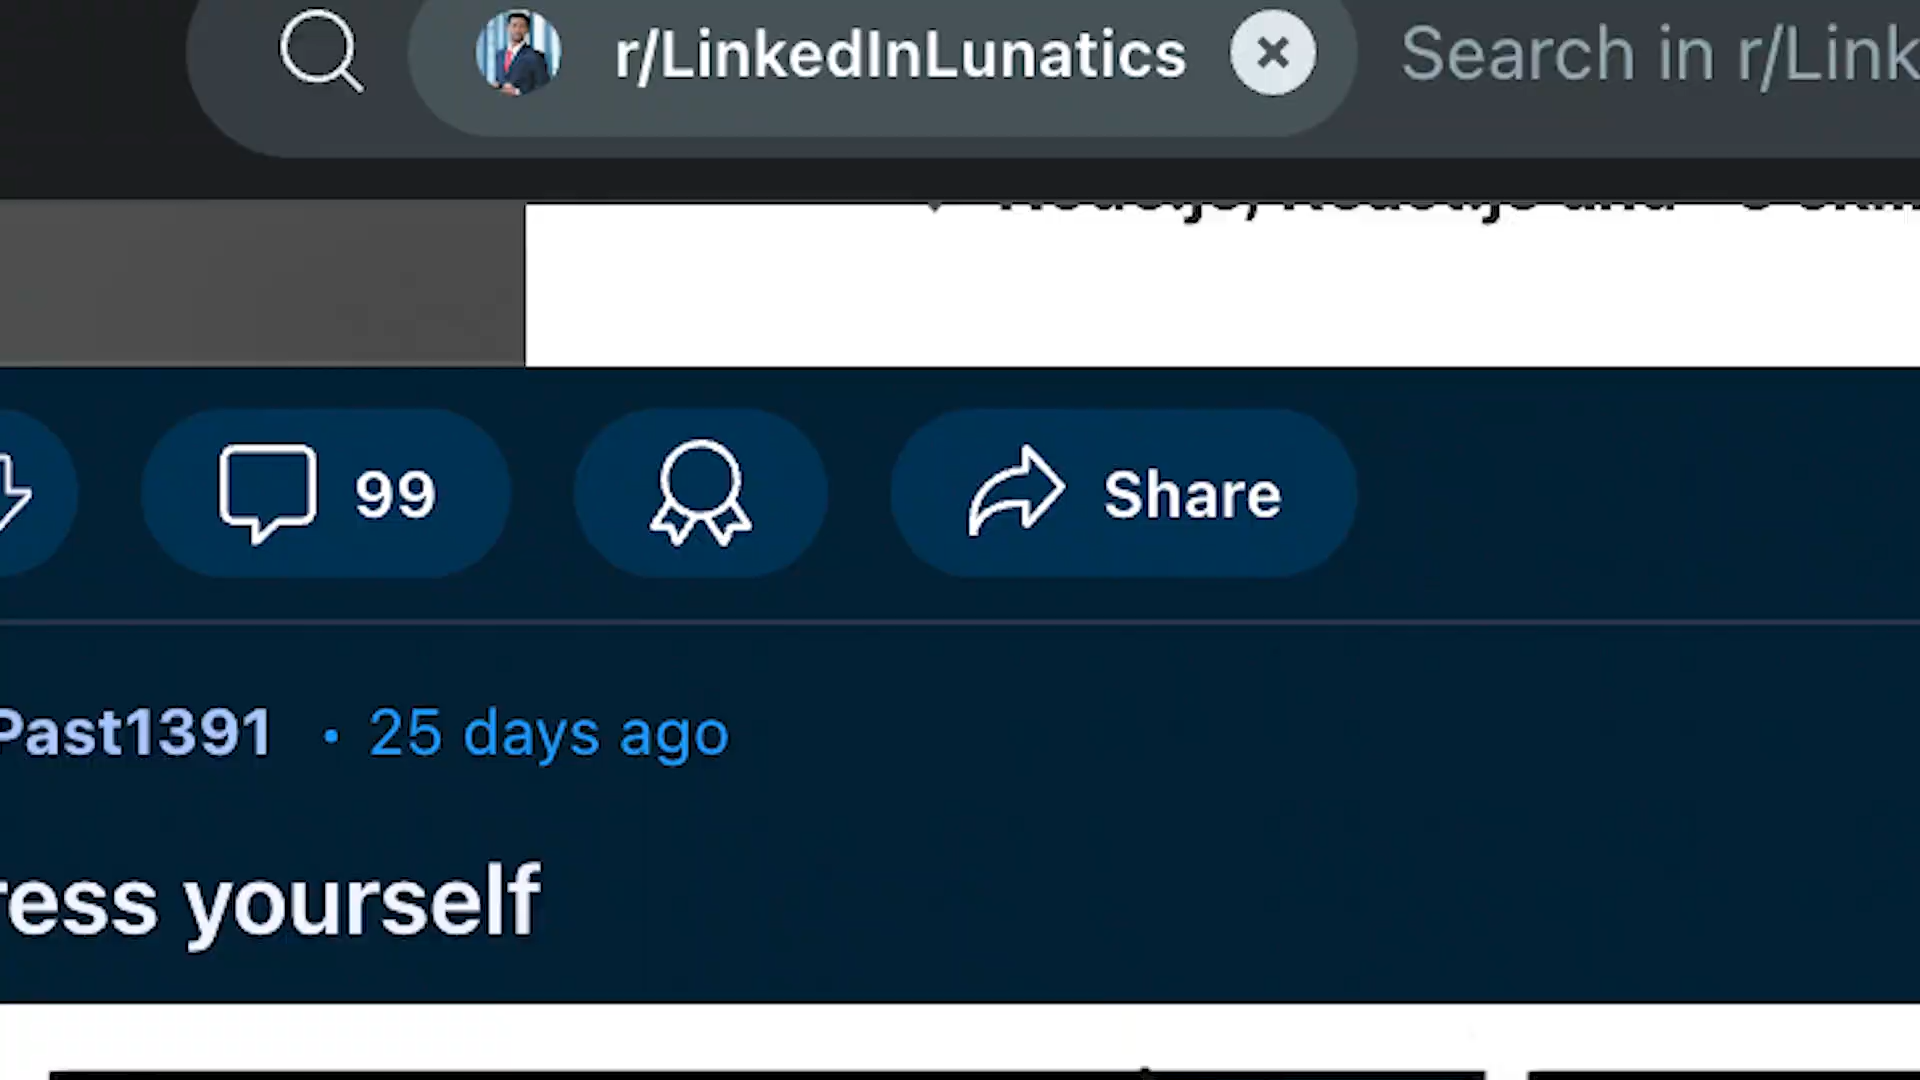 r/LinkedInLunatics Search in r/Link
99 Share
Past1391 • 25 days ago
ress yourself